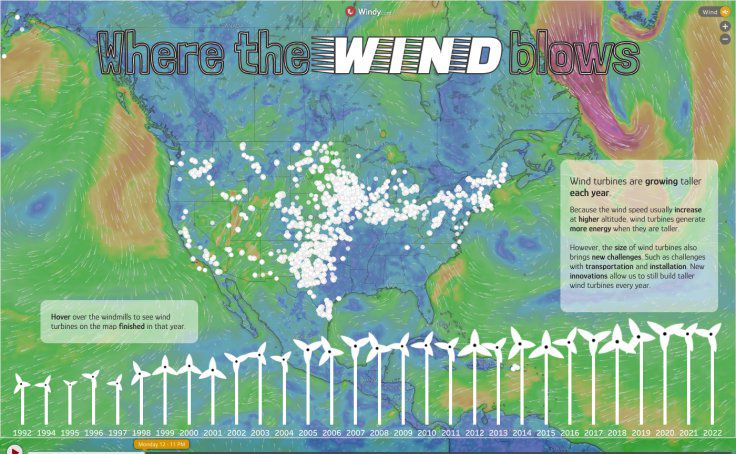 Windy.com
Wind
Where the WIND blows
Wind turbines are growing taller
each year.
Because the wind speed usually increase
at higher altitude, wind turbines generate
more energy when they are taller.
However, the size of wind turbines also
brings new challenges. Such as challenges
with transportation and installation. New
innovations allow us to still build taller
wind turbines every year.
Hover over the windmills to see wind
turbines on the map finished in that year.
1992 1994 1995 1996 1997 1998 1999 2000 2001 2002 2003 2004 2005 2006 2007 2008 2009 2010 2011 2012 2013 2014 2015 2016 2017 2018 2019 2020 2021 2022
Monday 12 - 11 PM